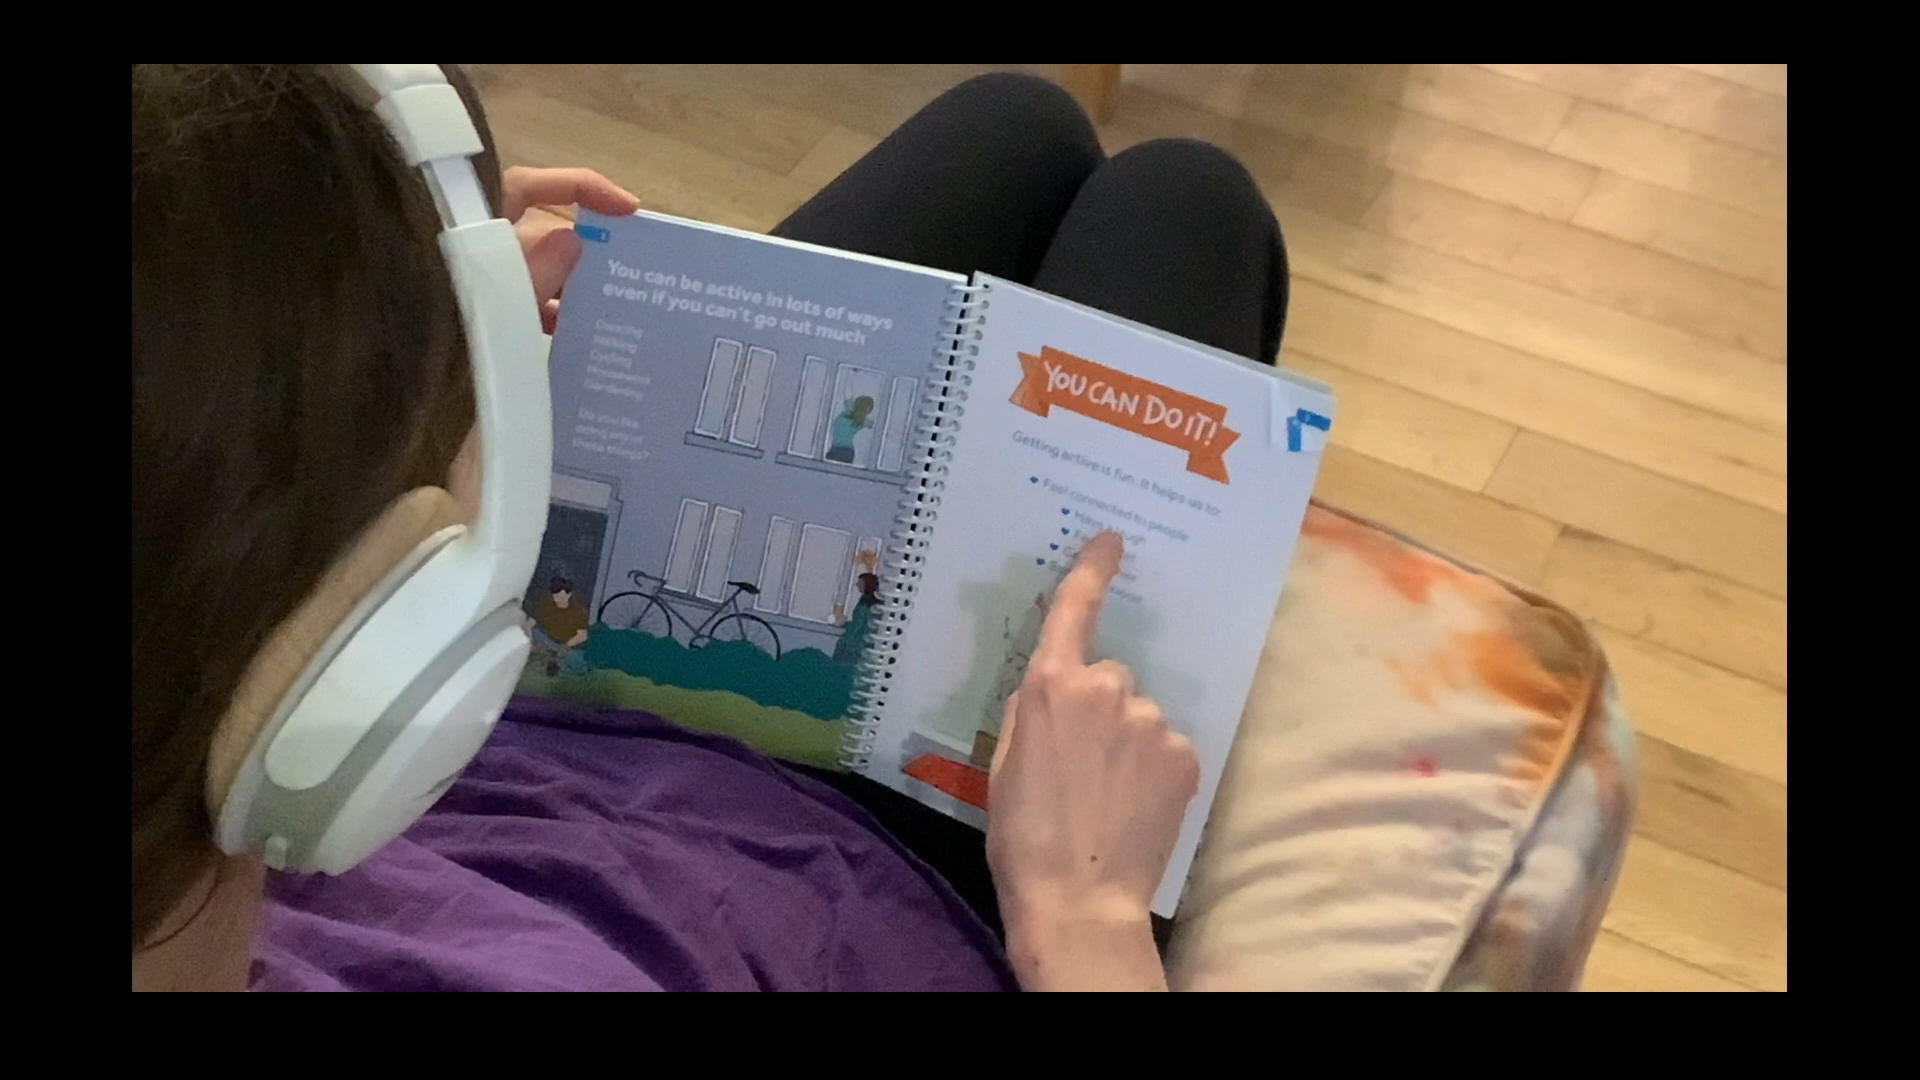 You can be active in lots of ways
even if you can't go out much
Dancing
Walking
Cycling
Housework
Gardening
Do you like
doing any of
these things?
YOU CAN DO IT!
Getting active is fun. It helps us to:
Feel connected to people
Have a laugh